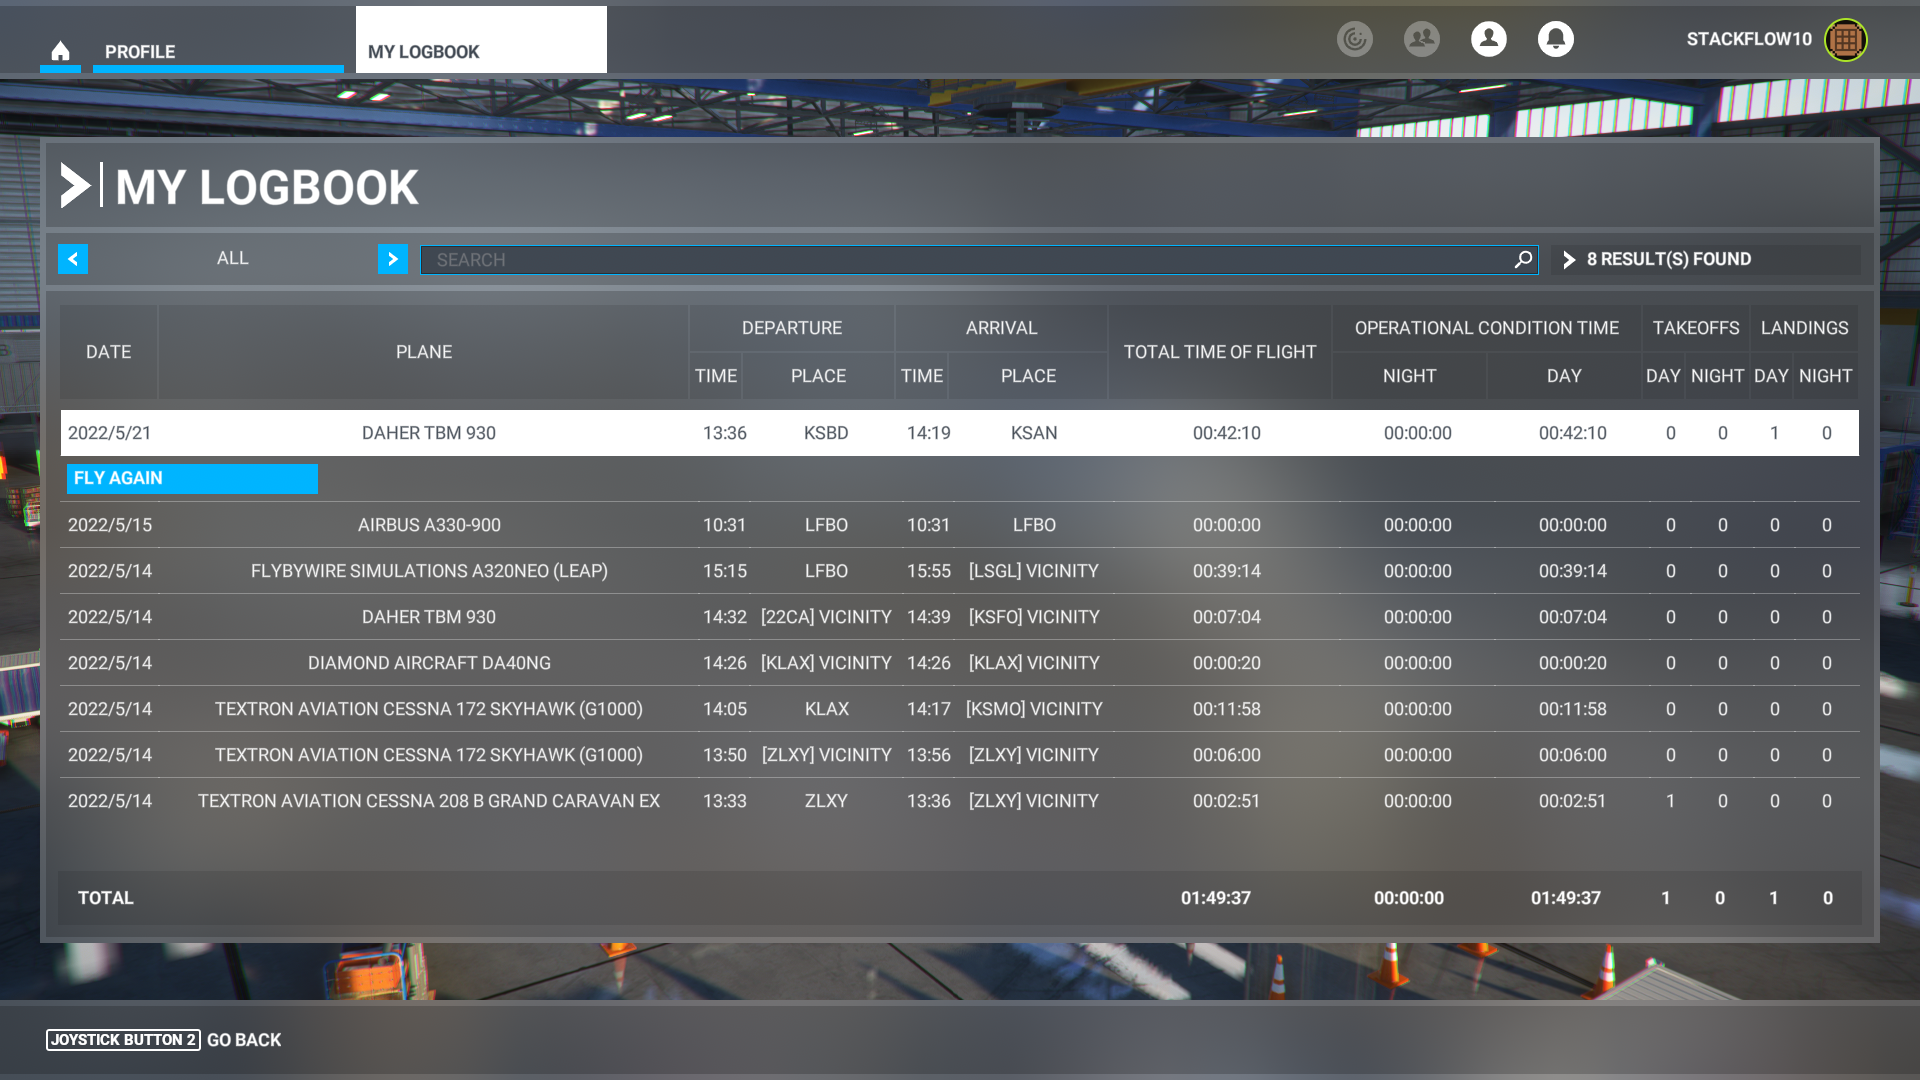 PROFILE
MY LOGBOOK
STACKFLOW10
MY LOGBOOK
ALL
SEARCH
8 RESULT(S) FOUND
DATE PLANE DEPARTURE ARRIVAL TOTAL TIME OF FLIGHT OPERATIONAL CONDITION TIME TAKEOFFS LANDINGS
TIME PLACE TIME PLACE NIGHT DAY DAY NIGHT DAY NIGHT
2022/5/21 DAHER TBM 930 13:36 KSBD 14:19 KSAN 00:42:10 00:00:00 00:42:10 0 0 1 0
FLY AGAIN
2022/5/15 AIRBUS A330-900 10:31 LFBO 10:31 LFBO 00:00:00 00:00:00 00:00:00 0 0 0 0
2022/5/14 FLYBYWIRE SIMULATIONS A320NEO (LEAP) 15:15 LFBO 15:55 [LSGL] VICINITY 00:39:14 00:00:00 00:39:14 0 0 0 0
2022/5/14 DAHER TBM 930 14:32 [22CA] VICINITY 14:39 [KSFO] VICINITY 00:07:04 00:00:00 00:07:04 0 0 0 0
2022/5/14 DIAMOND AIRCRAFT DA40NG 14:26 [KLAX] VICINITY 14:26 [KLAX] VICINITY 00:00:20 00:00:00 00:00:20 0 0 0 0
2022/5/14 TEXTRON AVIATION CESSNA 172 SKYHAWK (G1000) 14:05 KLAX 14:17 [KSMO] VICINITY 00:11:58 00:00:00 00:11:58 0 0 0 0
2022/5/14 TEXTRON AVIATION CESSNA 172 SKYHAWK (G1000) 13:50 [ZLXY] VICINITY 13:56 [ZLXY] VICINITY 00:06:00 00:00:00 00:06:00 0 0 0 0
2022/5/14 TEXTRON AVIATION CESSNA 208 B GRAND CARAVAN EX 13:33 ZLXY 13:36 [ZLXY] VICINITY 00:02:51 00:00:00 00:02:51 1 0 0 0
TOTAL 01:49:37 00:00:00 01:49:37 1 0 1 0
JOYSTICK BUTTON 2 GO BACK